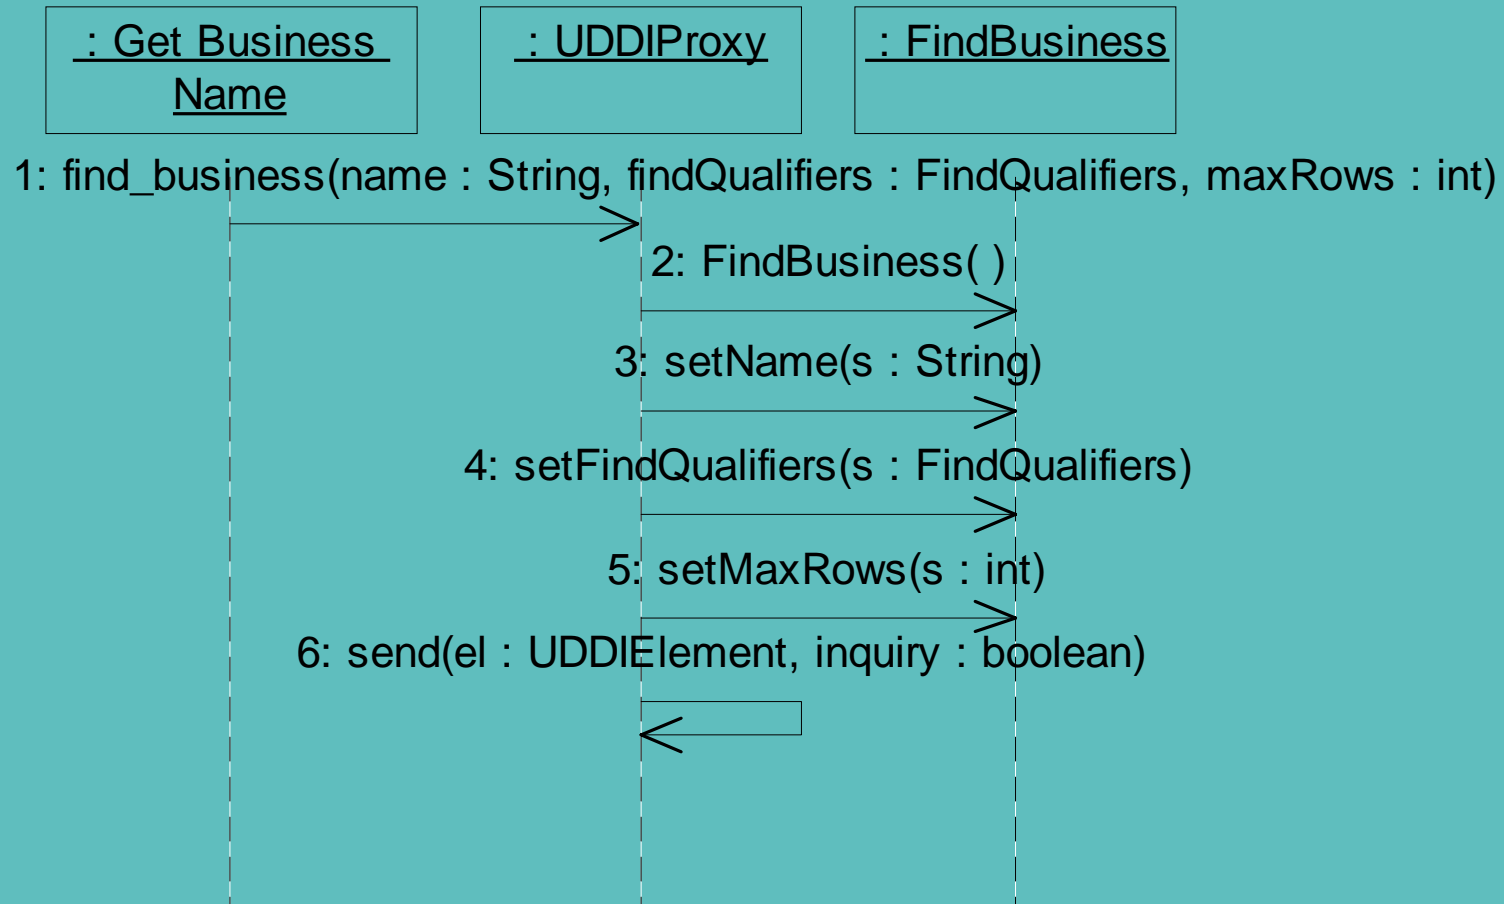 : Get Business
Name
: UDDIProxy
: FindBusiness
1: find_business(name : String, findQualifiers : FindQualifiers, maxRows : int)
2: FindBusiness( )
3: setName(s : String)
4: setFindQualifiers(s : FindQualifiers)
5: setMaxRows(s : int)
6: send(el : UDDIElement, inquiry : boolean)